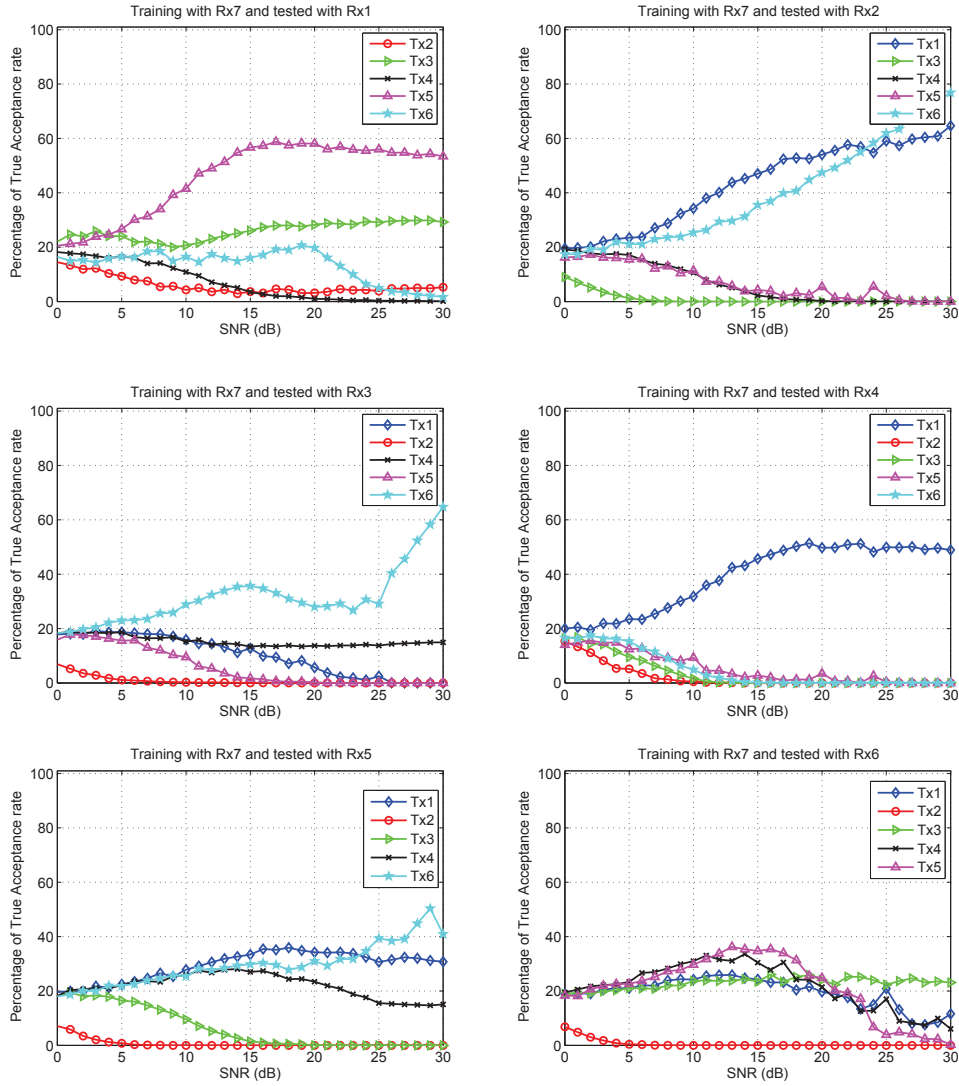 Training with Rx7 and tested with Rx1
Percentage of True Acceptance rate
100
80
60
40
20
0
Tx2
Tx3
Tx4
Tx5
Tx6
0 5 10 15 20 25 30
SNR (dB)
Training with Rx7 and tested with Rx2
Percentage of True Acceptance rate
100
80
60
40
20
0
Tx1
Tx3
Tx4
Tx5
Tx6
0 5 10 15 20 25 30
SNR (dB)
Training with Rx7 and tested with Rx3
Percentage of True Acceptance rate
100
80
60
40
20
0
Tx1
Tx2
Tx4
Tx5
Tx6
0 5 10 15 20 25 30
SNR (dB)
Training with Rx7 and tested with Rx4
Percentage of True Acceptance rate
100
80
60
40
20
0
Tx1
Tx2
Tx3
Tx5
Tx6
0 5 10 15 20 25 30
SNR (dB)
Training with Rx7 and tested with Rx5
Percentage of True Acceptance rate
100
80
60
40
20
0
Tx1
Tx2
Tx3
Tx4
Tx6
0 5 10 15 20 25 30
SNR (dB)
Training with Rx7 and tested with Rx6
Percentage of True Acceptance rate
100
80
60
40
20
0
Tx1
Tx2
Tx3
Tx4
Tx5
0 5 10 15 20 25 30
SNR (dB)